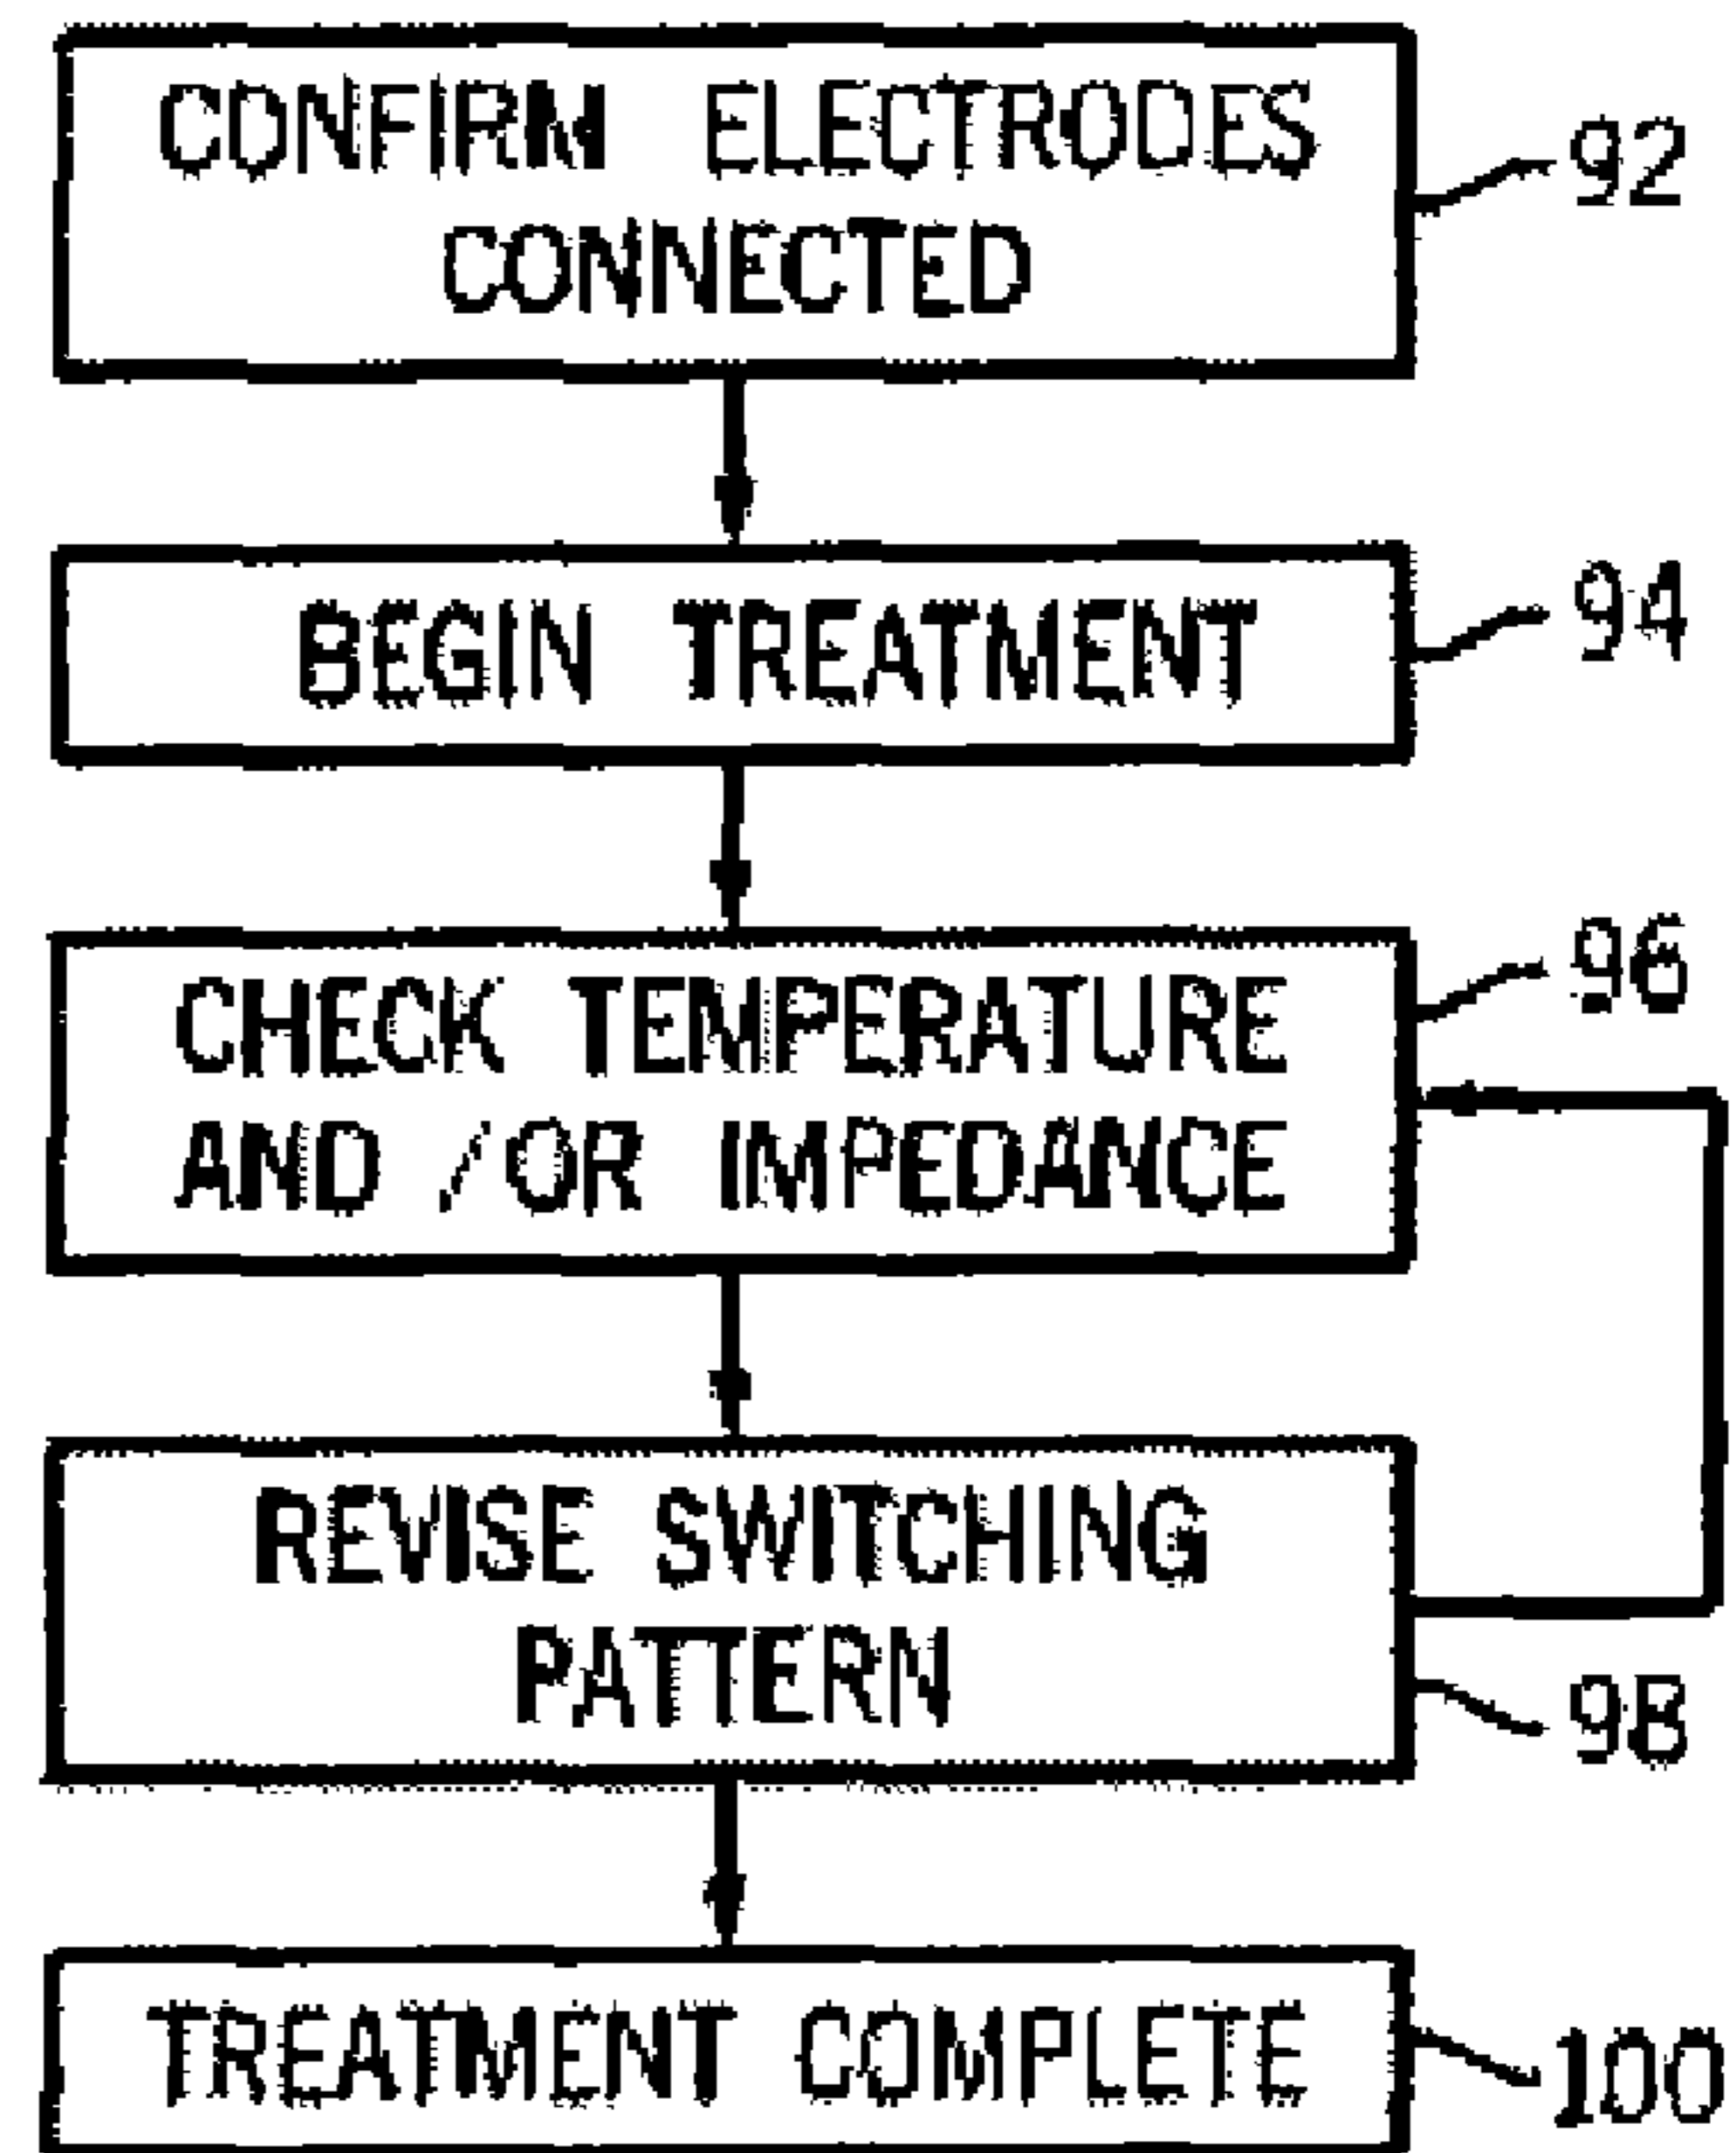 CONFIRM ELECTRODES
CONNECTED
92
BEGIN TREATMENT
94
CHECK TEMPERATURE
AND /OR IMPEDANCE
96
REVISE SWITCHING
PATTERN
98
TREATMENT COMPLETE
100